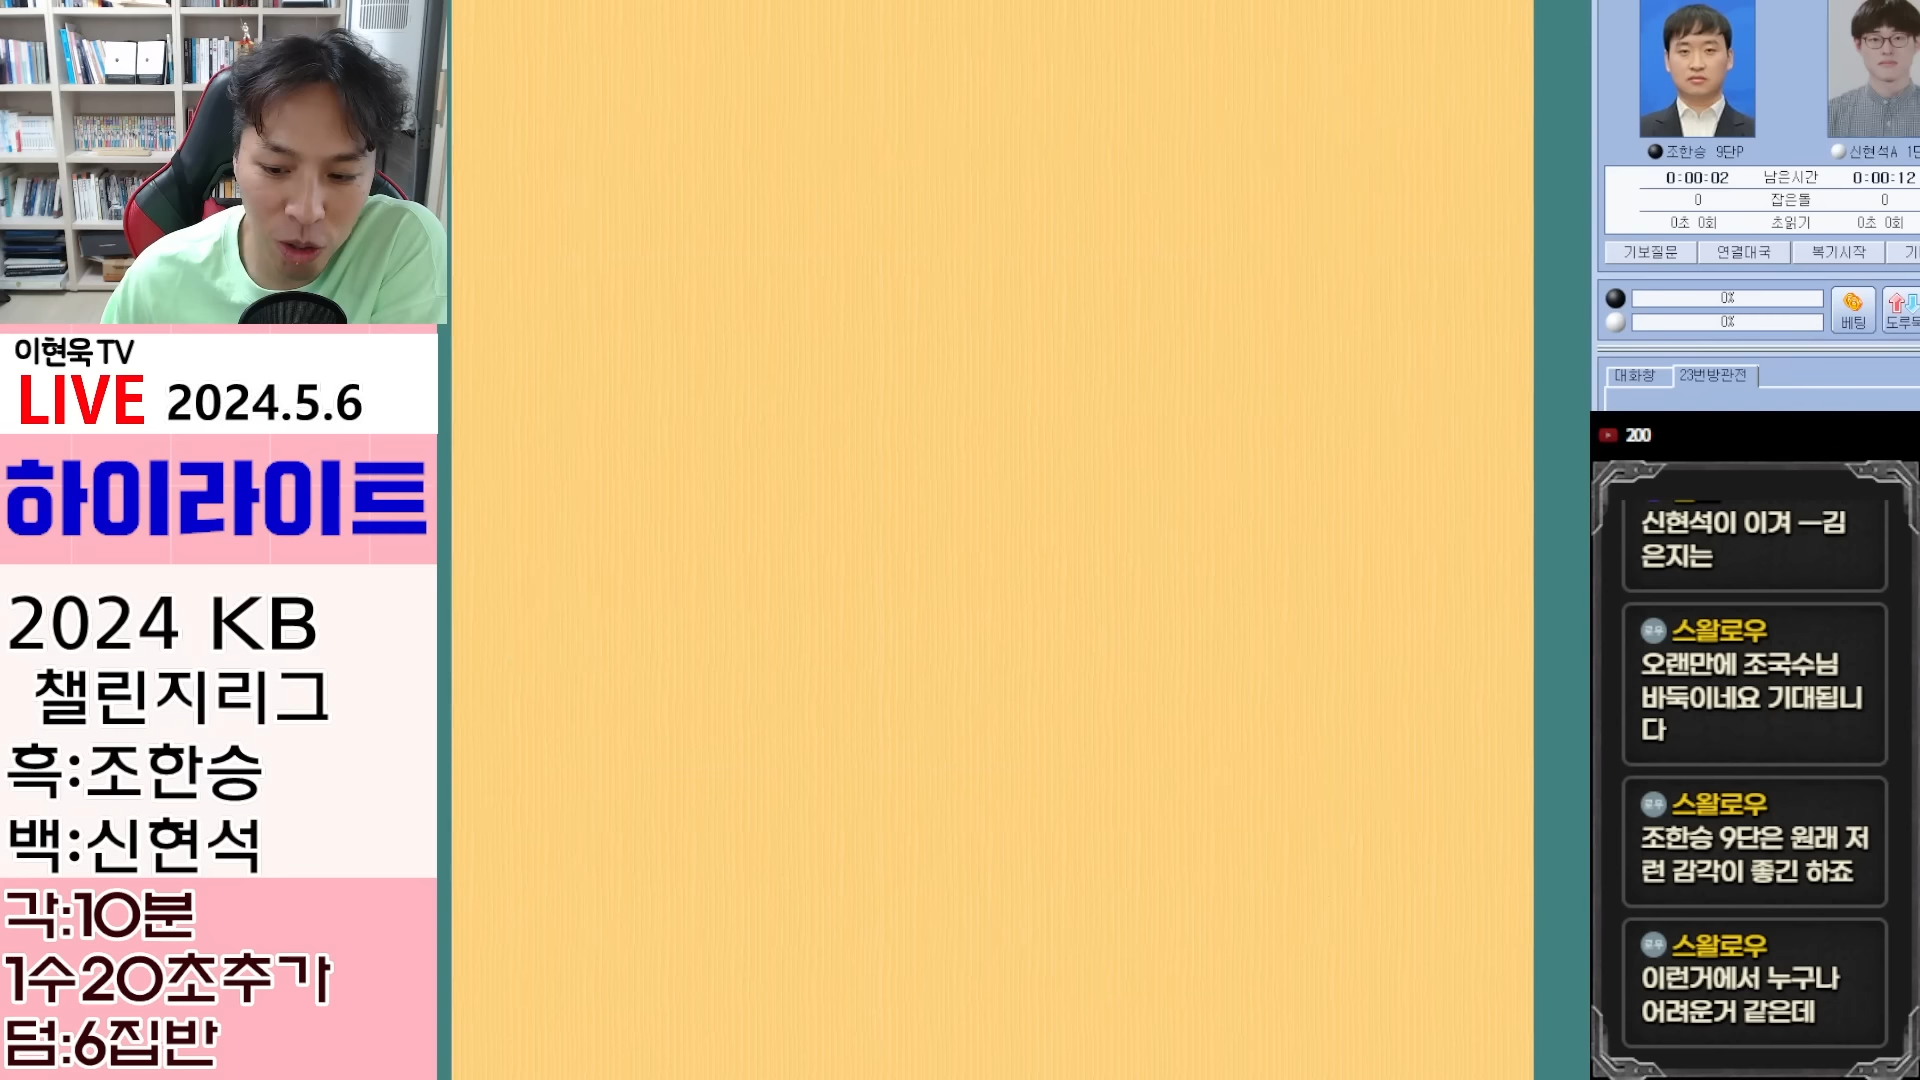 이현욱TV
LIVE 2024.5.6
하이라이트
2024 KB
챌린지리그
흑:조한승
백:신현석
각:10분
1수20초추가
덤:6집반
조한승 9단P
신현석A
0:00:02 남은시간 0:00:12
0 잡은돌 0
0초 0회 초읽기 0초 0회
기보질문 연결대국 복기시작
0%
0%
베팅
대화창 23번방관전
200
신현석이 이겨 ㅡ김
은지는
로우 스왈로우
오랜만에 조국수님
바둑이네요 기대됩니
다
로우 스왈로우
조한승 9단은 원래 저
런 감각이 좋긴 하죠
로우 스왈로우
이런거에서 누구나
어려운거 같은데